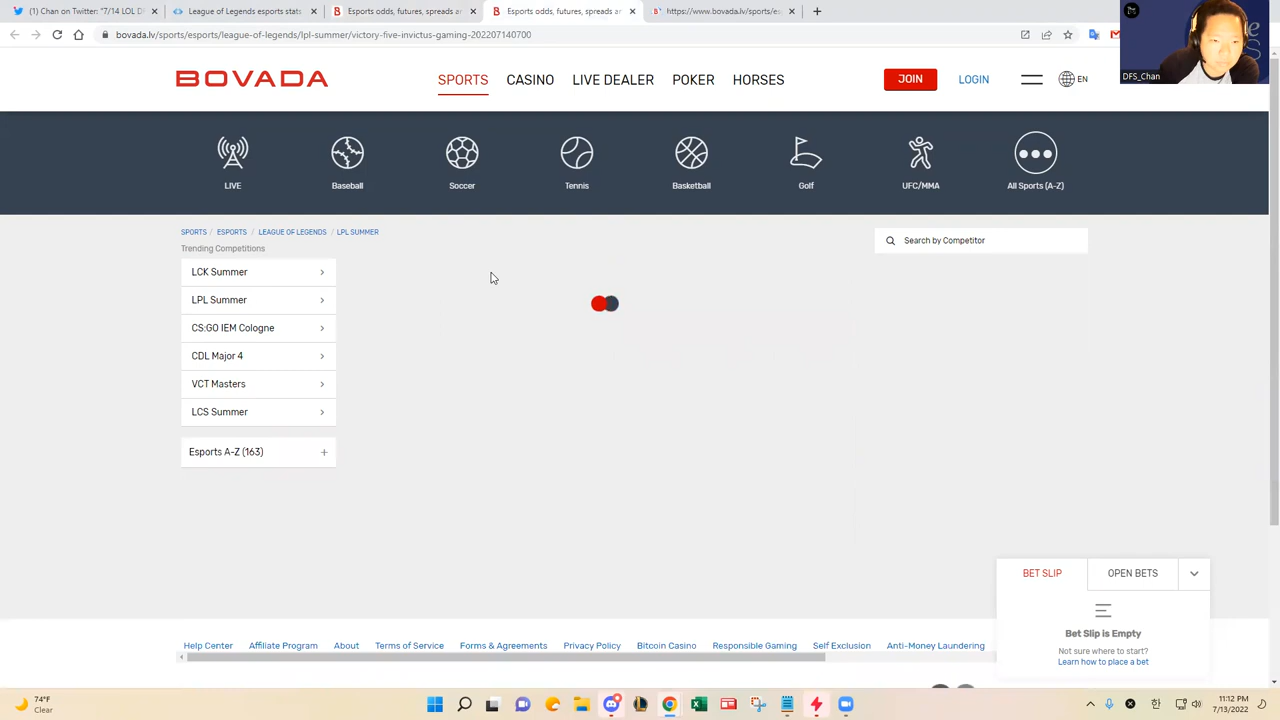 (1) Chan on Twitter: "7/14 LOL DF
League of Legends esports stats
Esports odds, futures, spreads a
Esports odds, futures, spreads a
https://www.bovada.lv/sports/es
bovada.lv/sports/esports/league-of-legends/lpl-summer/victory-five-invictus-gaming-202207140700
DFS_Chan
BOVADA
SPORTS CASINO LIVE DEALER POKER HORSES
JOIN LOGIN EN
LIVE Baseball Soccer Tennis Basketball Golf UFC/MMA All Sports (A-Z)
SPORTS / ESPORTS / LEAGUE OF LEGENDS / LPL SUMMER
Search by Competitor
Trending Competitions
LCK Summer
LPL Summer
CS:GO IEM Cologne
CDL Major 4
VCT Masters
LCS Summer
Esports A-Z (163)
BET SLIP OPEN BETS
Bet Slip is Empty
Not sure where to start?
Learn how to place a bet
Help Center Affiliate Program About Terms of Service Forms & Agreements Privacy Policy Bitcoin Casino Responsible Gaming Self Exclusion Anti-Money Laundering
74°F
Clear
11:12 PM
7/13/2022